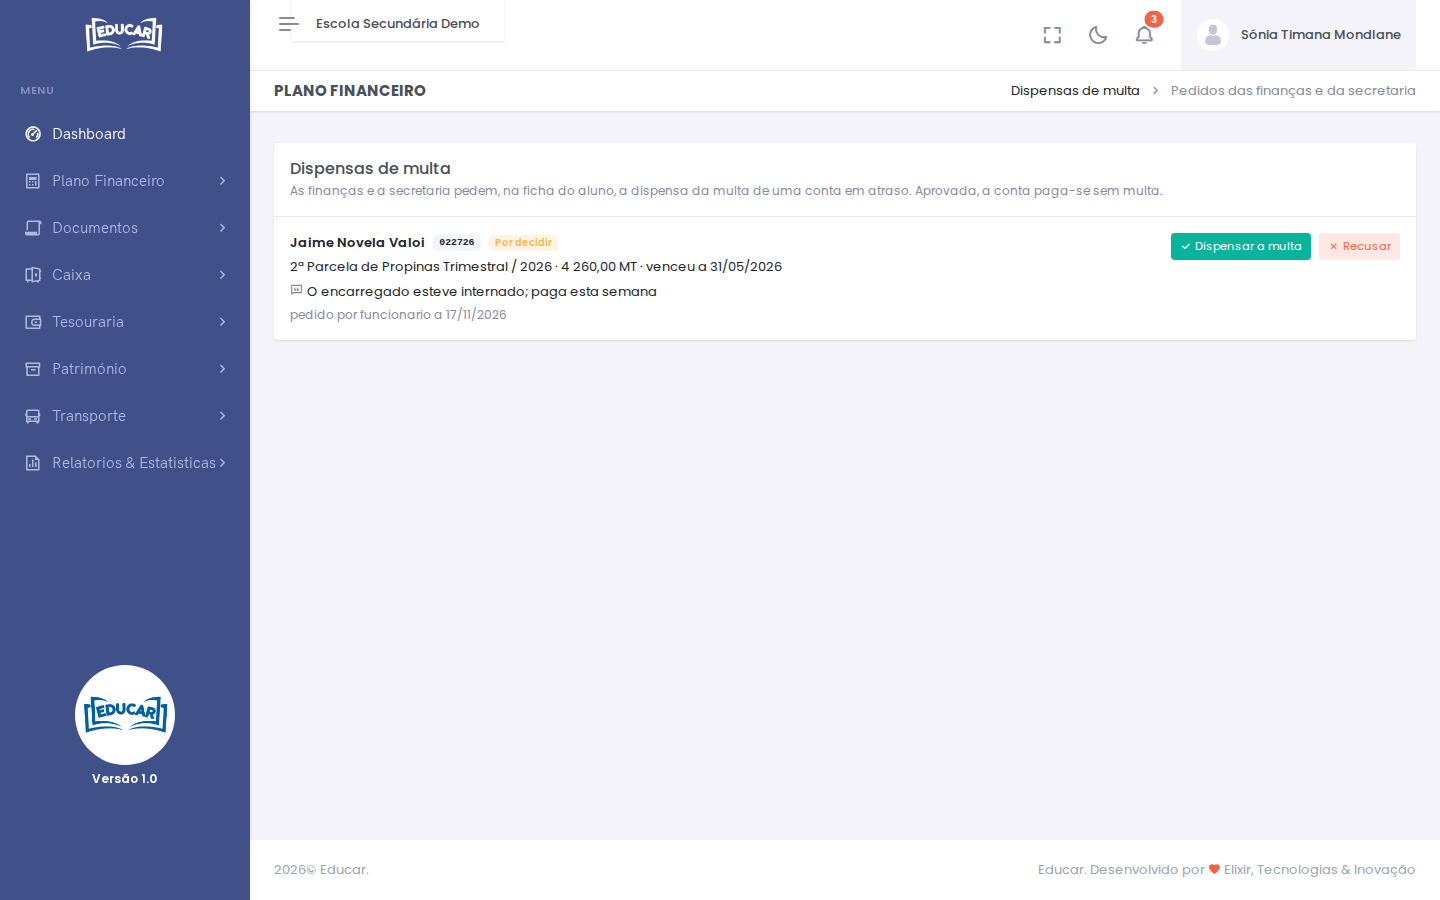 EDUCAR
Escola Secundária Demo
3
Sónia Timana Mondlane
MENU
Dashboard
Plano Financeiro
Documentos
Caixa
Tesouraria
Património
Transporte
Relatorios & Estatisticas
EDUCAR
Versão 1.0
PLANO FINANCEIRO
Dispensas de multa > Pedidos das finanças e da secretaria
Dispensas de multa
As finanças e a secretaria pedem, na ficha do aluno, a dispensa da multa de uma conta em atraso. Aprovada, a conta paga-se sem multa.
Jaime Novela Valoi 022726 Por decidir
Dispensar a multa Recusar
2ª Parcela de Propinas Trimestral / 2026 · 4 260,00 MT · venceu a 31/05/2026
O encarregado esteve internado; paga esta semana
pedido por funcionario a 17/11/2026
2026© Educar.
Educar. Desenvolvido por Elixir, Tecnologias & Inovação